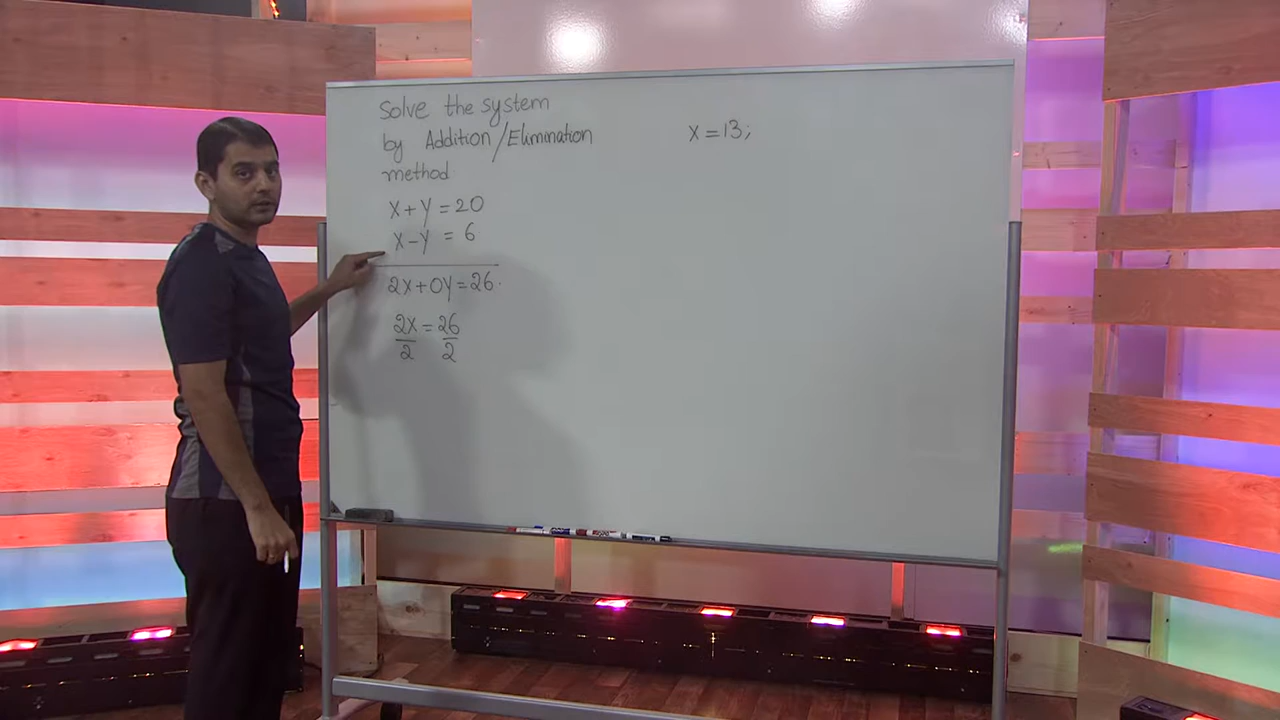 Solve the system
by Addition/Elimination
method
x + y = 20
x - y = 6
2x + 0y = 26.
2x/2 = 26/2
x = 13;